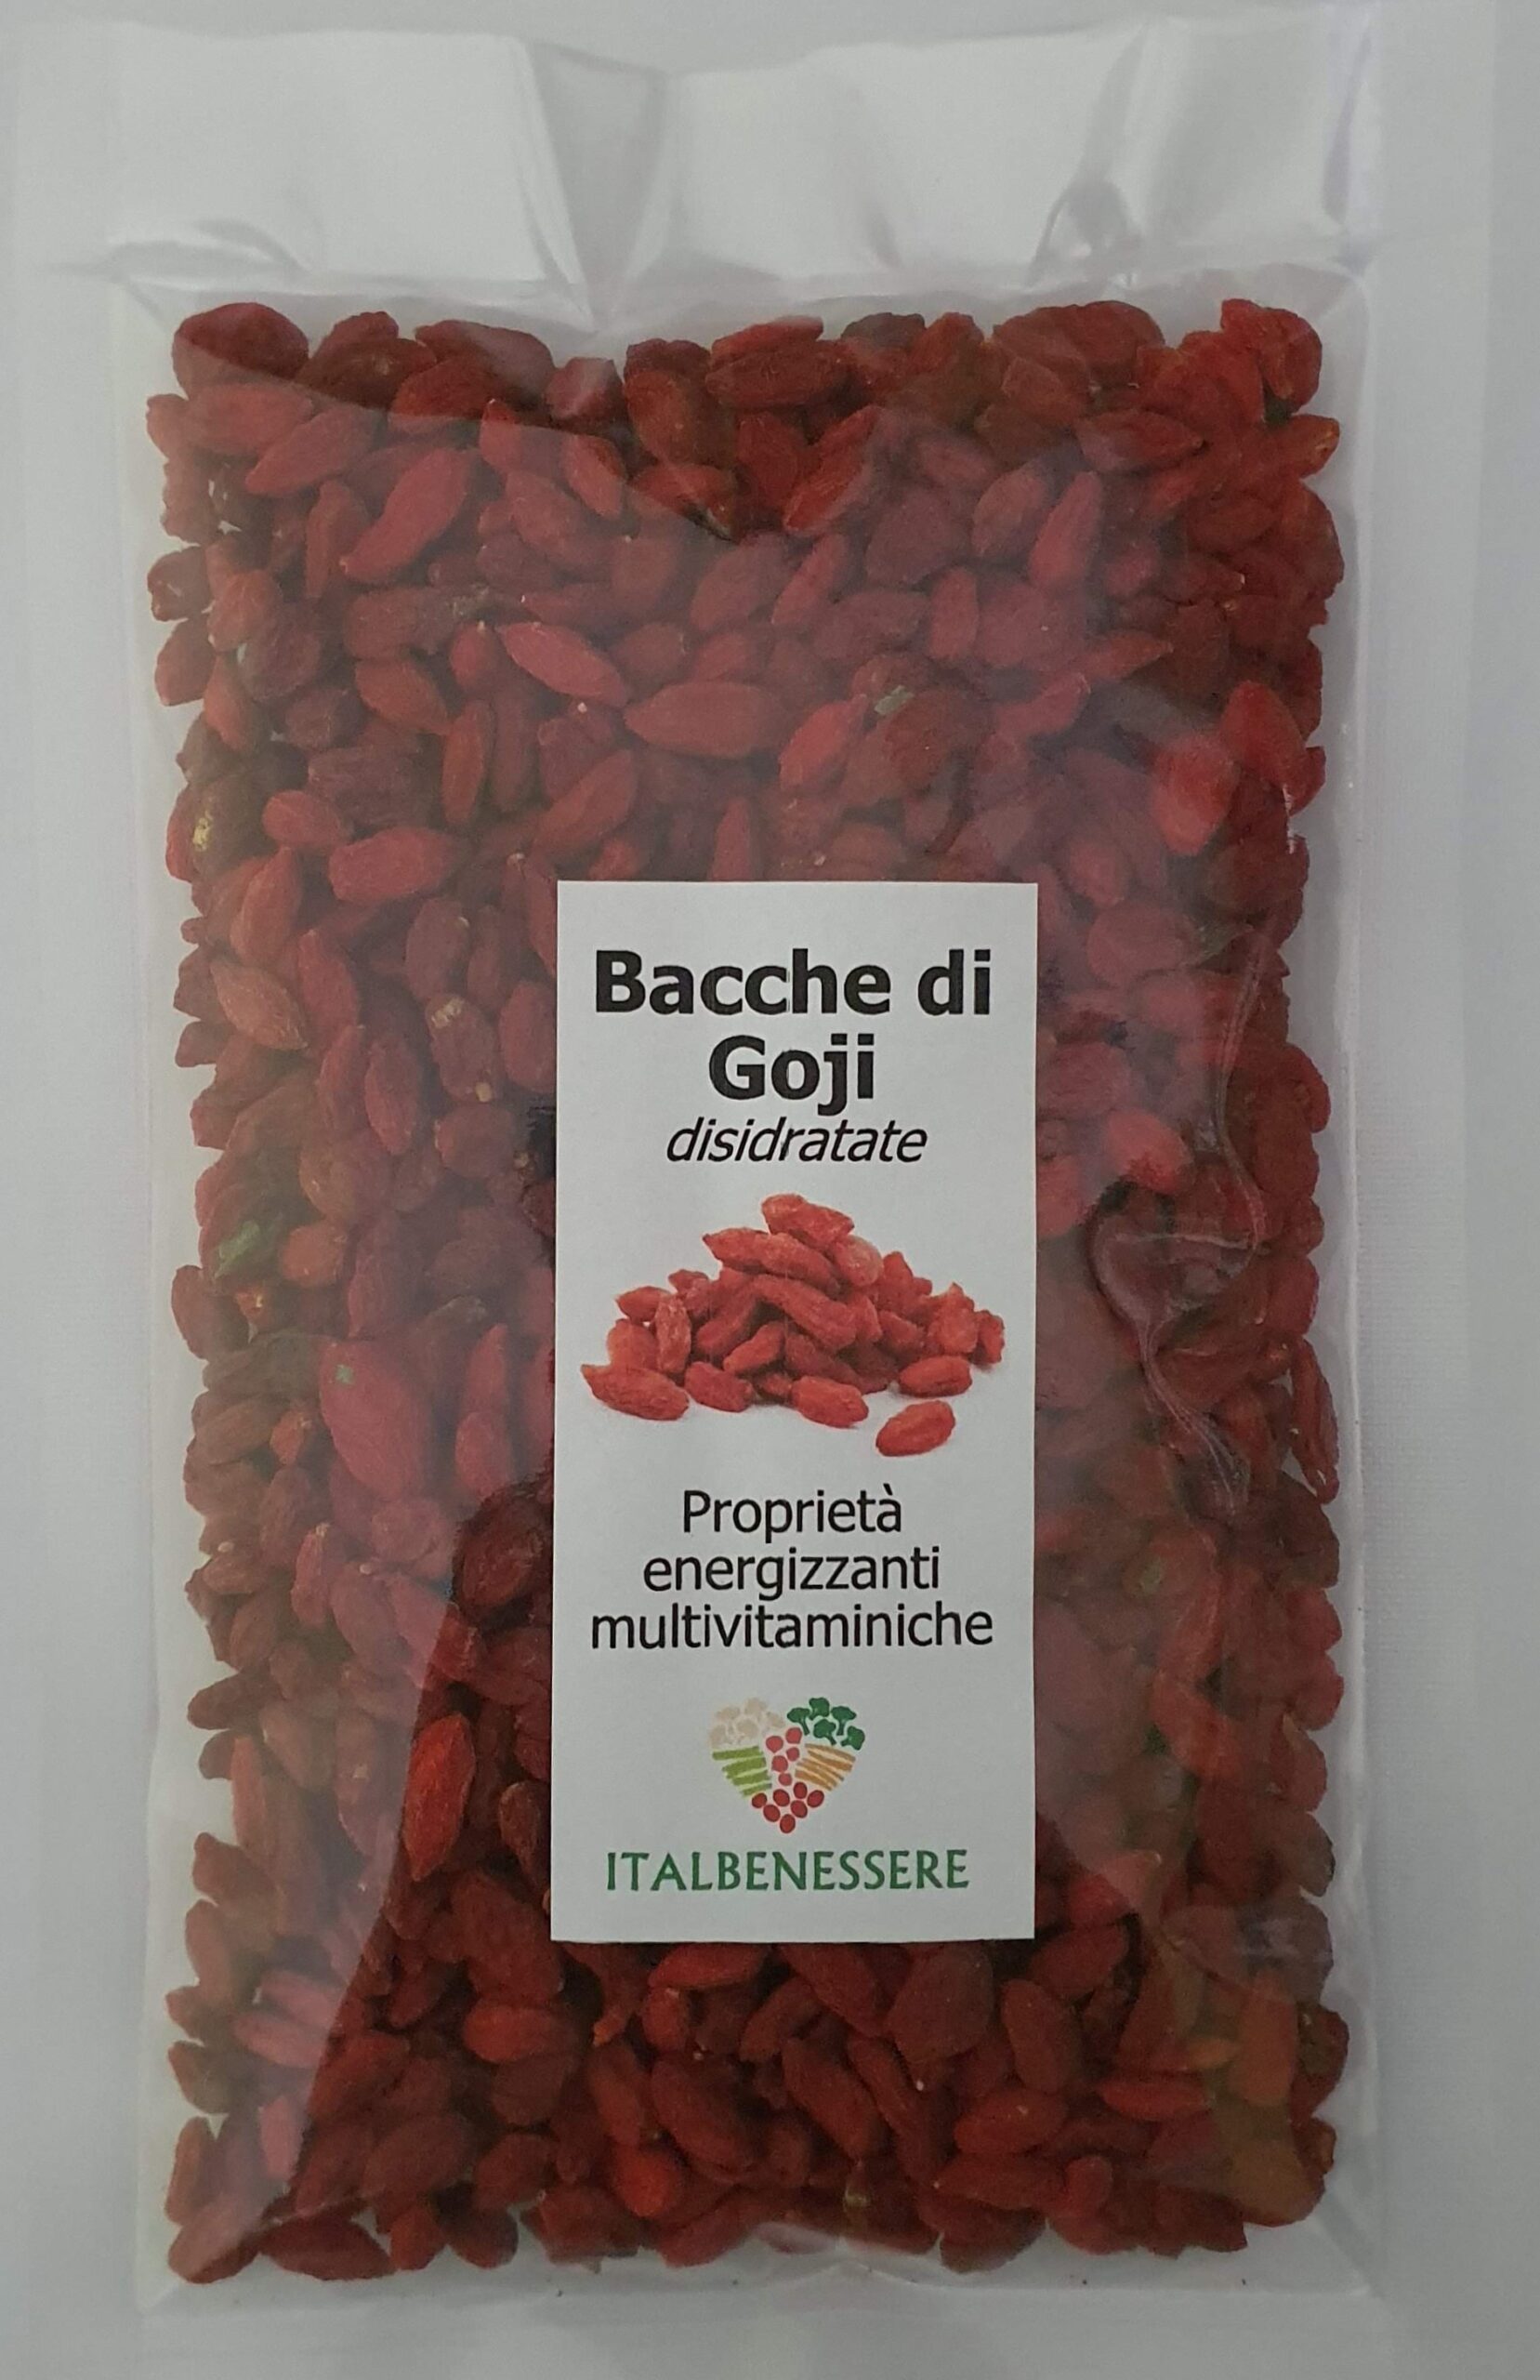 Bacche di
Goji
disidratate
Proprietà
energizzanti
multivitaminiche
ITALBENESSERE